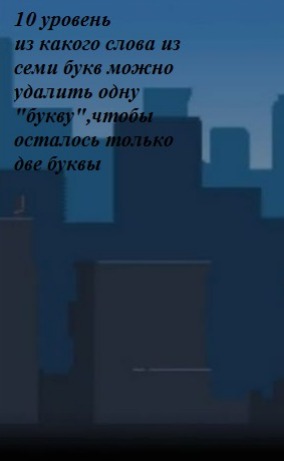 10 уровень
из какого слова из
семи букв можно
удалить одну
"букву",чтобы
осталось только
две буквы